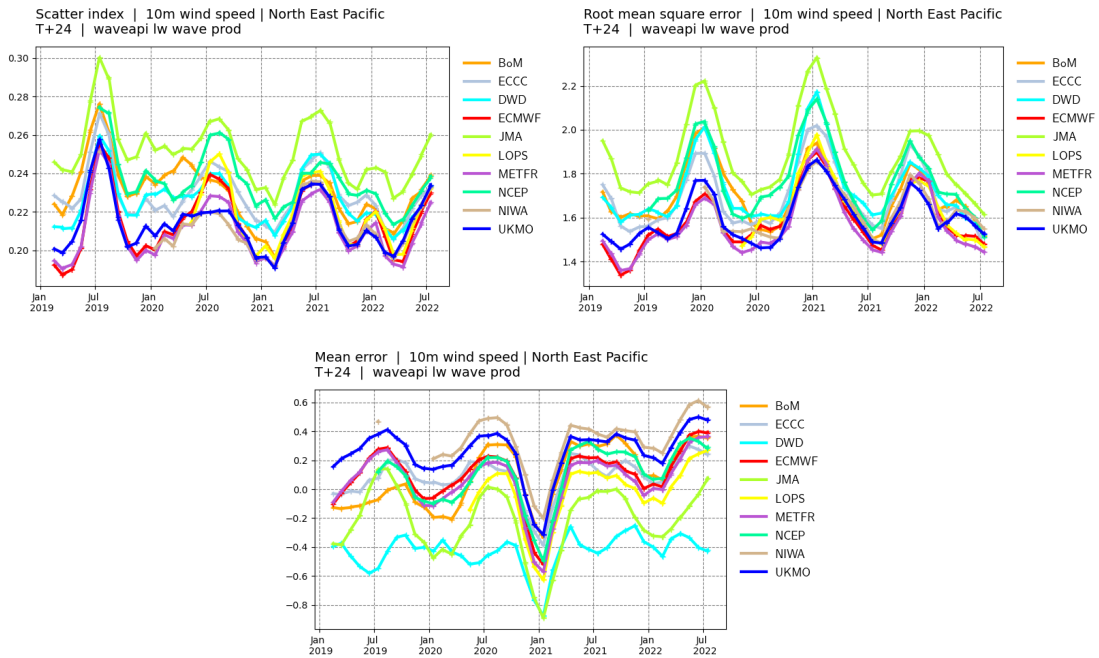 Scatter index | 10m wind speed | North East Pacific
T+24 | waveapi lw wave prod
0.30
0.28
0.26
0.24
0.22
0.20
Jan
2019
Jul
2019
Jan
2020
Jul
2020
Jan
2021
Jul
2021
Jan
2022
Jul
2022
BoM
ECCC
DWD
ECMWF
JMA
LOPS
METFR
NCEP
NIWA
UKMO
Root mean square error | 10m wind speed | North East Pacific
T+24 | waveapi lw wave prod
2.2
2.0
1.8
1.6
1.4
Jan
2019
Jul
2019
Jan
2020
Jul
2020
Jan
2021
Jul
2021
Jan
2022
Jul
2022
BoM
ECCC
DWD
ECMWF
JMA
LOPS
METFR
NCEP
NIWA
UKMO
Mean error | 10m wind speed | North East Pacific
T+24 | waveapi lw wave prod
0.6
0.4
0.2
0.0
−0.2
−0.4
−0.6
−0.8
Jan
2019
Jul
2019
Jan
2020
Jul
2020
Jan
2021
Jul
2021
Jan
2022
Jul
2022
BoM
ECCC
DWD
ECMWF
JMA
LOPS
METFR
NCEP
NIWA
UKMO